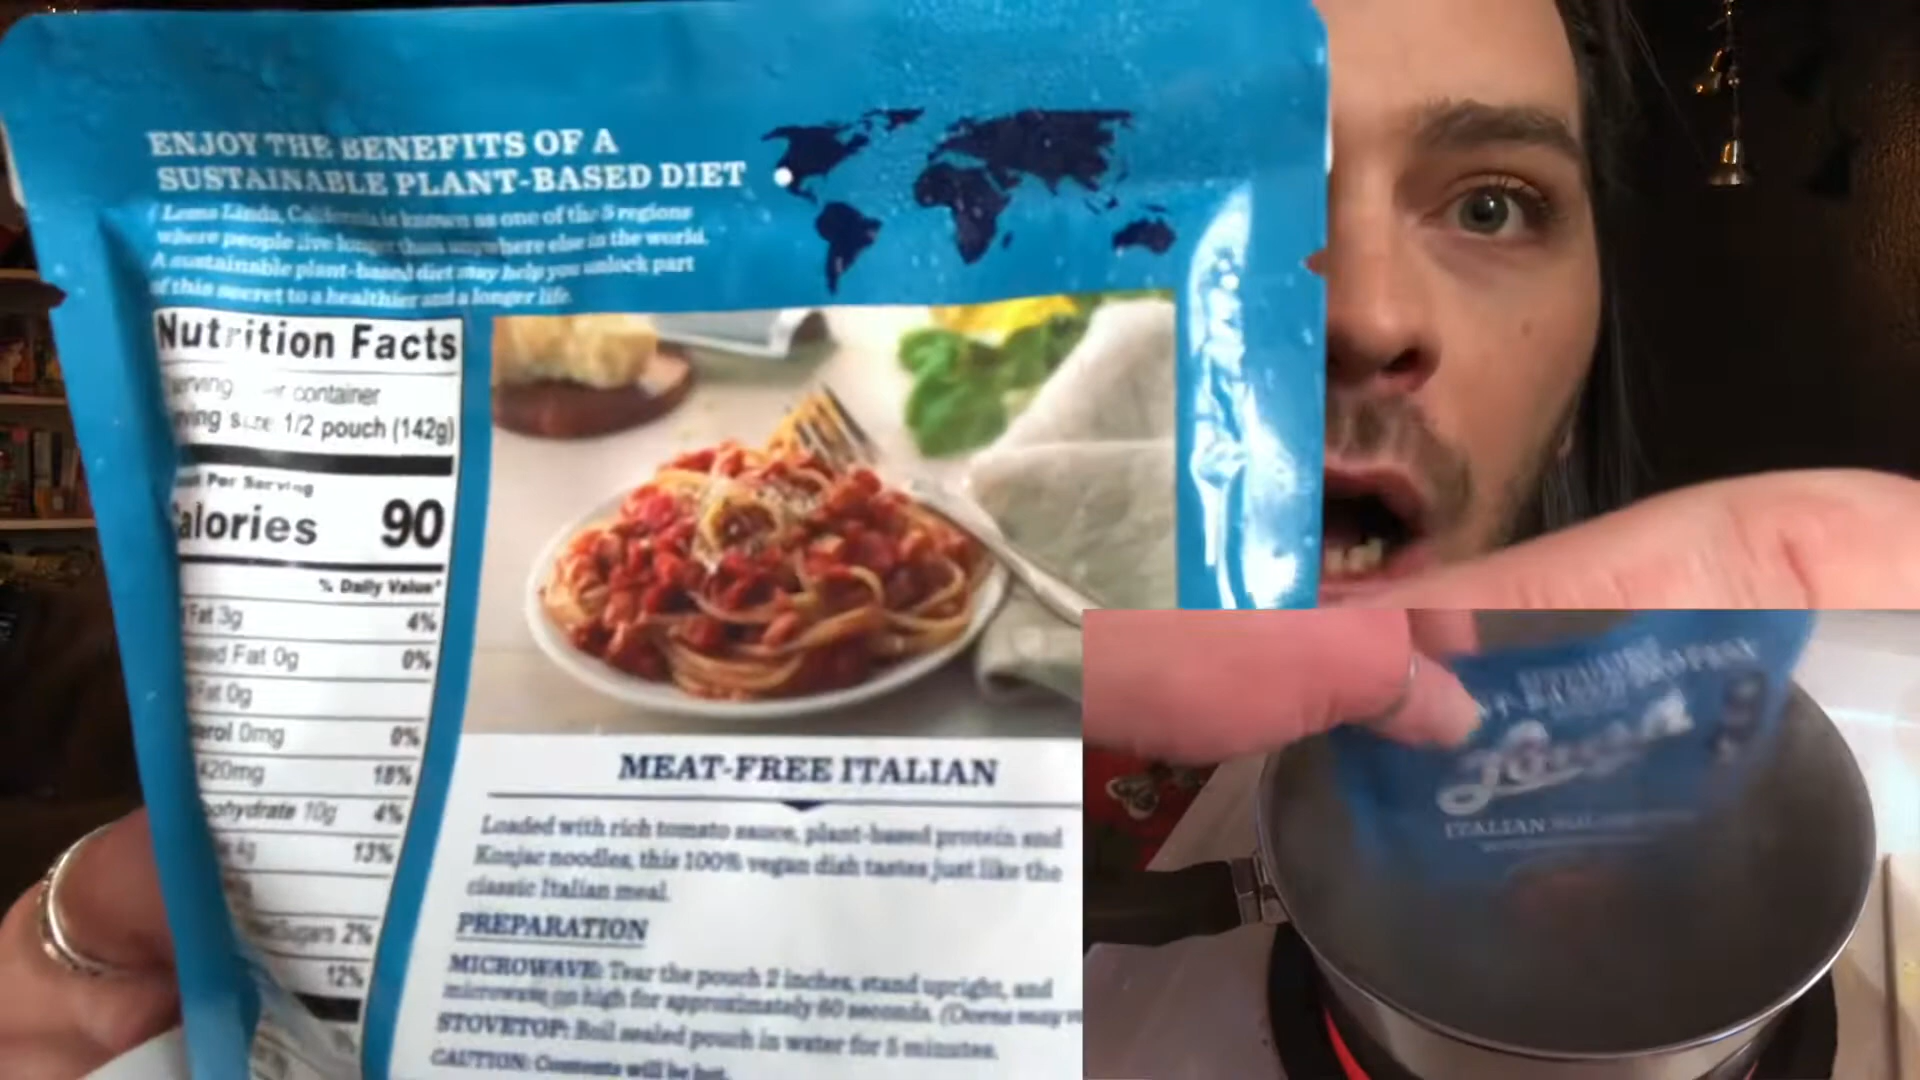 ENJOY THE BENEFITS OF A
SUSTAINABLE PLANT-BASED DIET
Loma Linda, California is known as one of the 5 regions
where people live longer than anywhere else in the world.
A sustainable plant-based diet may help you unlock part
of this secret to a healthier and a longer life.
Nutrition Facts
container
size 1/2 pouch (142g)
Per Serving
Calories 90
% Daily Value*
Fat 3g 4%
Fat 0g 0%
Fat 0g
0mg 0%
420mg 18%
10g 4%
4g 13%
Sugars 2%
12%
MEAT-FREE ITALIAN
Loaded with rich tomato sauce, plant-based protein and
Konjac noodles, this 100% vegan dish tastes just like the
classic Italian meal.
PREPARATION
MICROWAVE: Tear the pouch 2 inches, stand upright, and
microwave on high for approximately 60 seconds. (Ovens may
STOVETOP: Boil sealed pouch in water for 5 minutes.
CAUTION: Contents will be hot.
ITALIAN